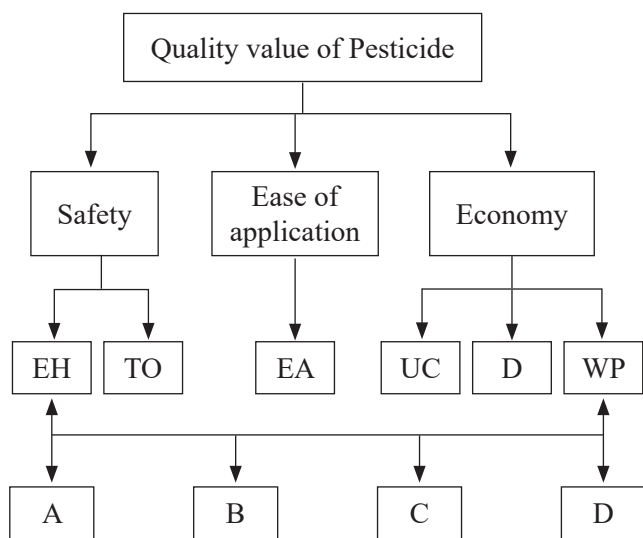 Quality value of Pesticide
Safety
Ease of
application
Economy
EH
TO
EA
UC
D
WP
A
B
C
D